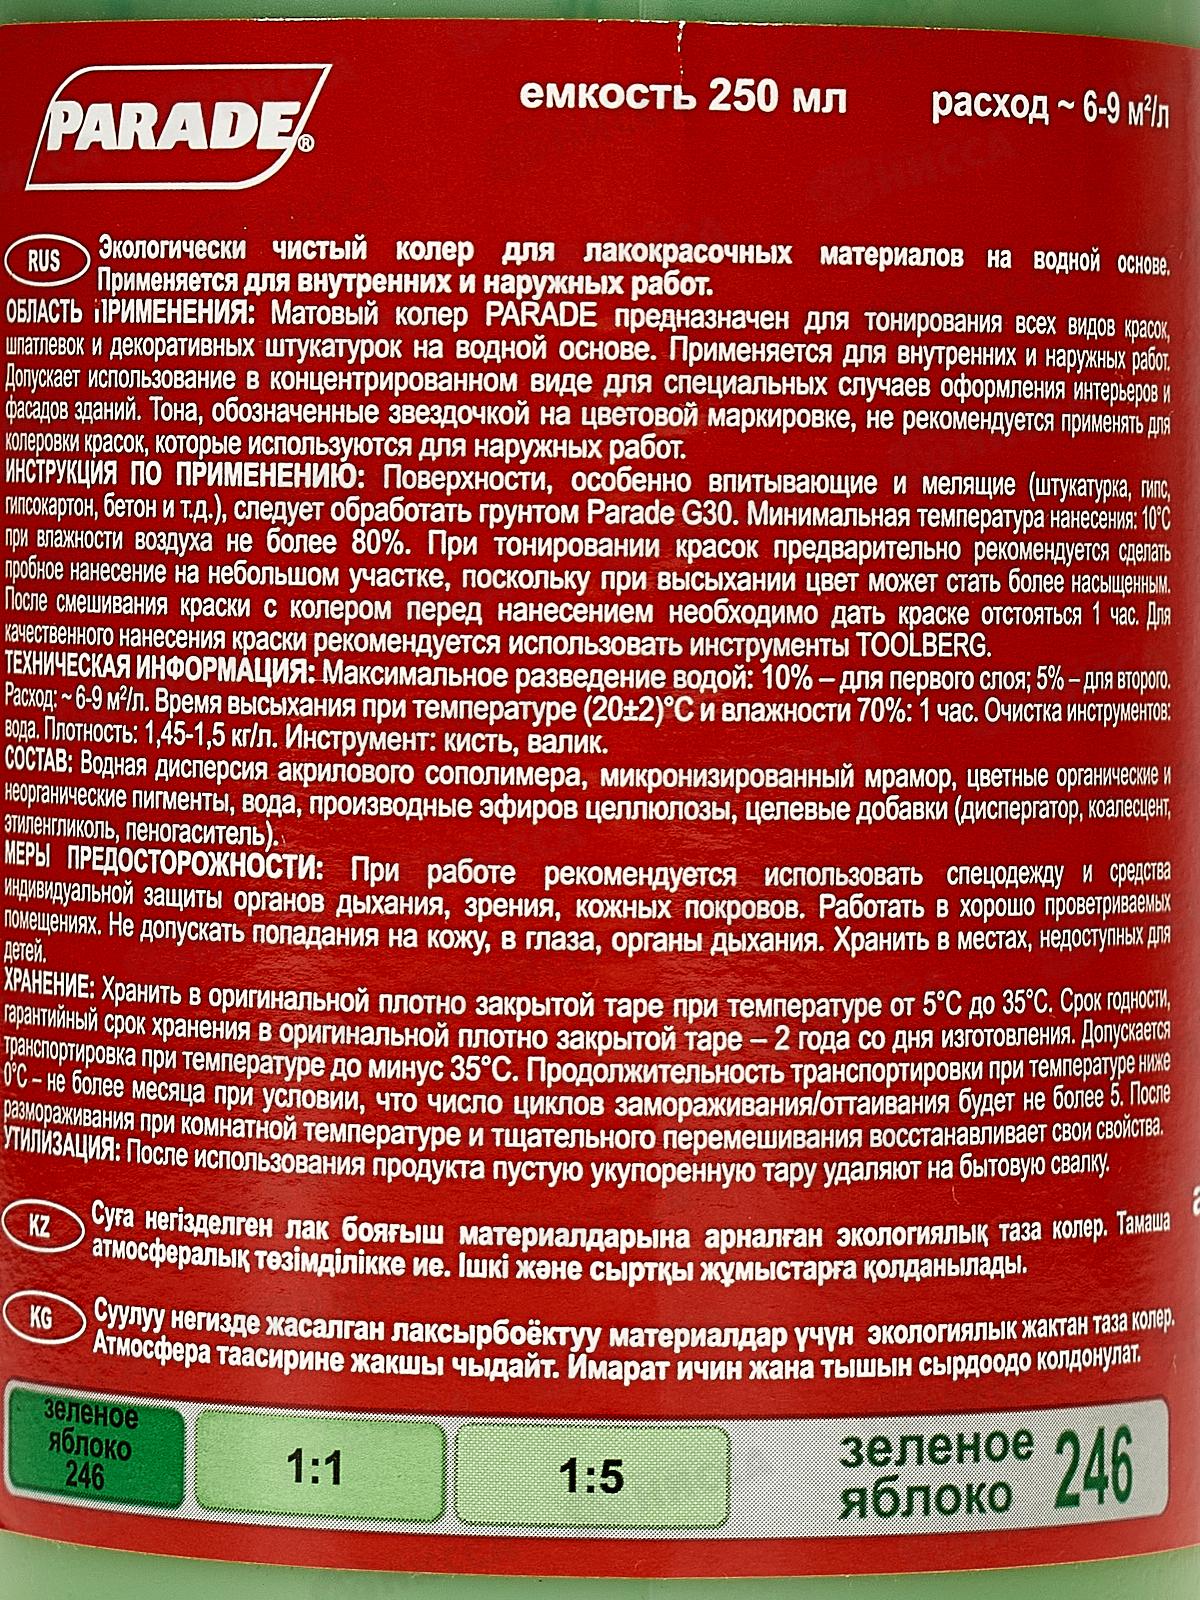 PARADE®
емкость 250 мл
расход ~ 6-9 м²/л
RUS
Экологически чистый колер для лакокрасочных материалов на водной основе.
Применяется для внутренних и наружных работ.
ОБЛАСТЬ ПРИМЕНЕНИЯ: Матовый колер PARADE предназначен для тонирования всех видов красок,
шпатлевок и декоративных штукатурок на водной основе. Применяется для внутренних и наружных работ.
Допускает использование в концентрированном виде для специальных случаев оформления интерьеров и
фасадов зданий. Тона, обозначенные звездочкой на цветовой маркировке, не рекомендуется применять для
колеровки красок, которые используются для наружных работ.
ИНСТРУКЦИЯ ПО ПРИМЕНЕНИЮ: Поверхности, особенно впитывающие и мелящие (штукатурка, гипс,
гипсокартон, бетон и т.д.), следует обработать грунтом Parade G30. Минимальная температура нанесения: 10°C
при влажности воздуха не более 80%. При тонировании красок предварительно рекомендуется сделать
пробное нанесение на небольшом участке, поскольку при высыхании цвет может стать более насыщенным.
После смешивания краски с колером перед нанесением необходимо дать краске отстояться 1 час. Для
качественного нанесения краски рекомендуется использовать инструменты TOOLBERG.
ТЕХНИЧЕСКАЯ ИНФОРМАЦИЯ: Максимальное разведение водой: 10% – для первого слоя; 5% – для второго.
Расход: ~ 6-9 м²/л. Время высыхания при температуре (20±2)°C и влажности 70%: 1 час. Очистка инструментов:
вода. Плотность: 1,45-1,5 кг/л. Инструмент: кисть, валик.
СОСТАВ: Водная дисперсия акрилового сополимера, микронизированный мрамор, цветные органические и
неорганические пигменты, вода, производные эфиров целлюлозы, целевые добавки (диспергатор, коалесцент,
этиленгликоль, пеногаситель).
МЕРЫ ПРЕДОСТОРОЖНОСТИ: При работе рекомендуется использовать спецодежду и средства
индивидуальной защиты органов дыхания, зрения, кожных покровов. Работать в хорошо проветриваемых
помещениях. Не допускать попадания на кожу, в глаза, органы дыхания. Хранить в местах, недоступных для
детей.
ХРАНЕНИЕ: Хранить в оригинальной плотно закрытой таре при температуре от 5°C до 35°C. Срок годности,
гарантийный срок хранения в оригинальной плотно закрытой таре – 2 года со дня изготовления. Допускается
транспортировка при температуре до минус 35°C. Продолжительность транспортировки при температуре ниже
0°C – не более месяца при условии, что число циклов замораживания/оттаивания будет не более 5. После
размораживания при комнатной температуре и тщательного перемешивания восстанавливает свои свойства.
УТИЛИЗАЦИЯ: После использования продукта пустую укупоренную тару удаляют на бытовую свалку.
KZ
Суға негізделген лак бояғыш материалдарына арналған экологиялық таза колер. Тамаша
атмосфералық төзімділікке ие. Ішкі және сыртқы жұмыстарға қолданылады.
KG
Суулуу негизде жасалган лаксырбоёктуу материалдар үчүн экологиялык жактан таза колер.
Атмосфера таасирине жакшы чыдайт. Имарат ичин жана тышын сырдоодо колдонулат.
зеленое
яблоко
246
1:1
1:5
зеленое
яблоко
246